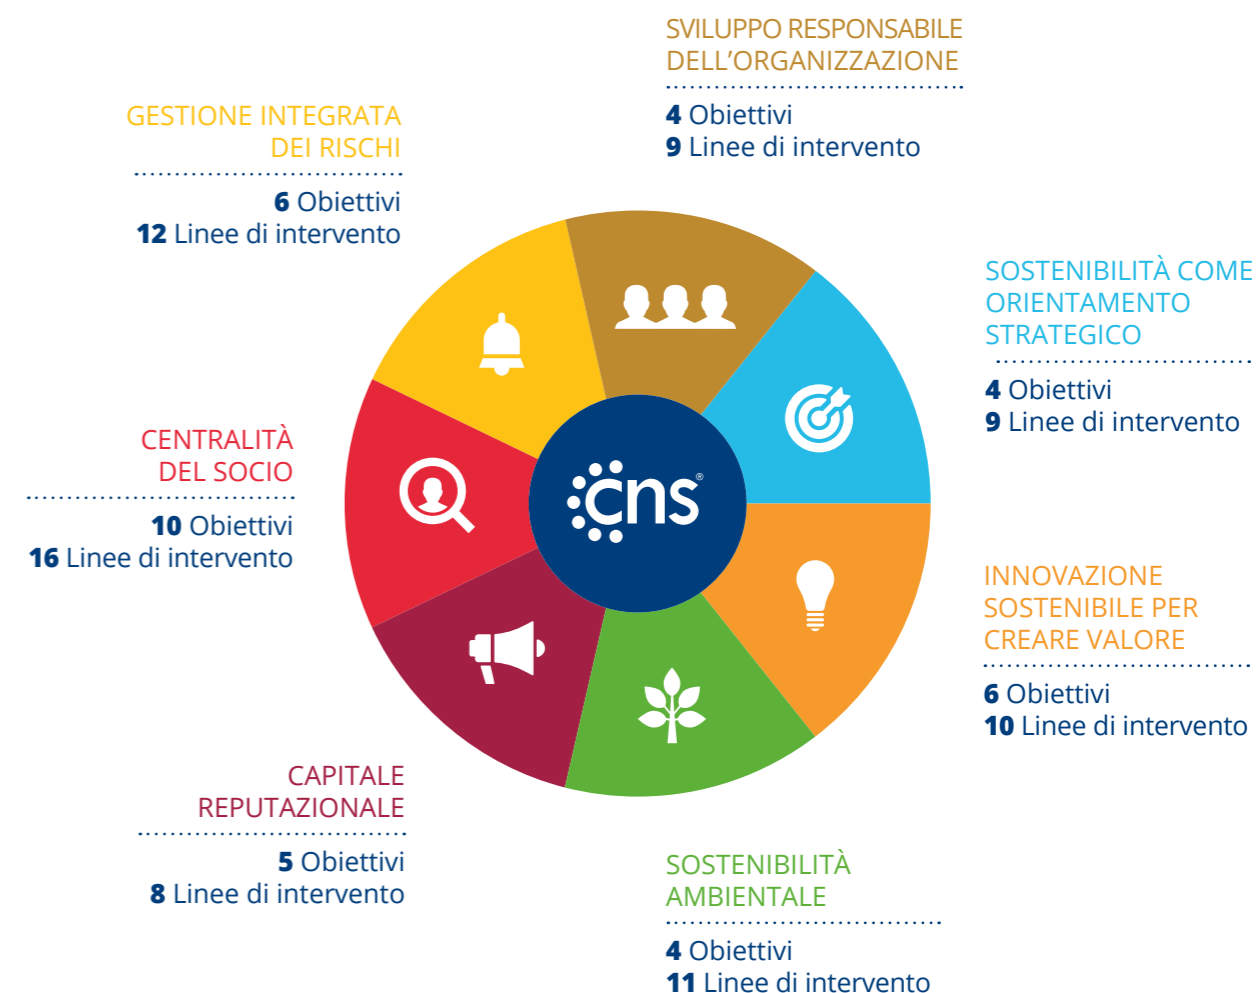 SVILUPPO RESPONSABILE
DELL'ORGANIZZAZIONE
4 Obiettivi
9 Linee di intervento
GESTIONE INTEGRATA
DEI RISCHI
6 Obiettivi
12 Linee di intervento
SOSTENIBILITÀ COME
ORIENTAMENTO
STRATEGICO
4 Obiettivi
9 Linee di intervento
CENTRALITÀ
DEL SOCIO
10 Obiettivi
16 Linee di intervento
cns®
INNOVAZIONE
SOSTENIBILE PER
CREARE VALORE
6 Obiettivi
10 Linee di intervento
CAPITALE
REPUTAZIONALE
5 Obiettivi
8 Linee di intervento
SOSTENIBILITÀ
AMBIENTALE
4 Obiettivi
11 Linee di intervento